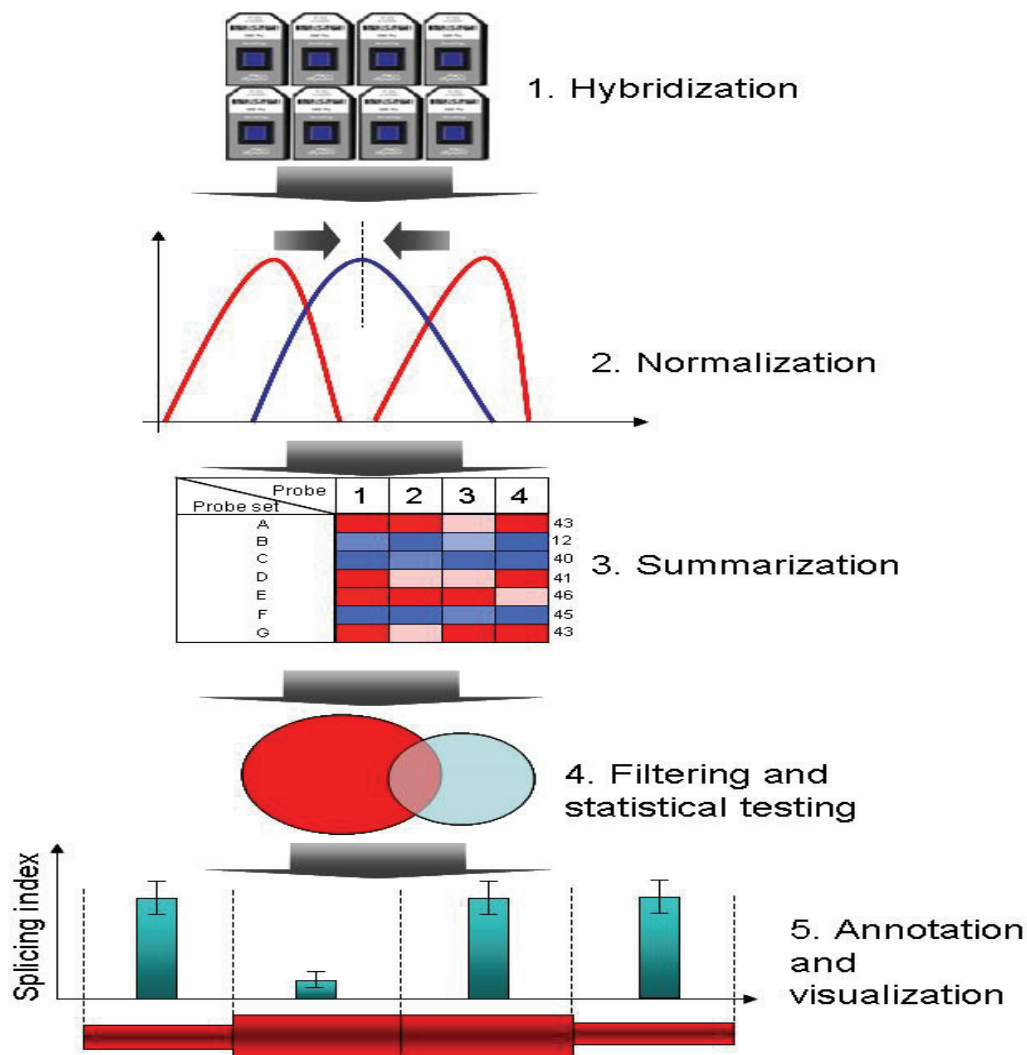 1. Hybridization
2. Normalization
Probe 1 2 3 4
Probe set
A 43
B 12
C 40
D 41
E 46
F 45
G 43
3. Summarization
4. Filtering and
statistical testing
Splicing index
5. Annotation
and
visualization